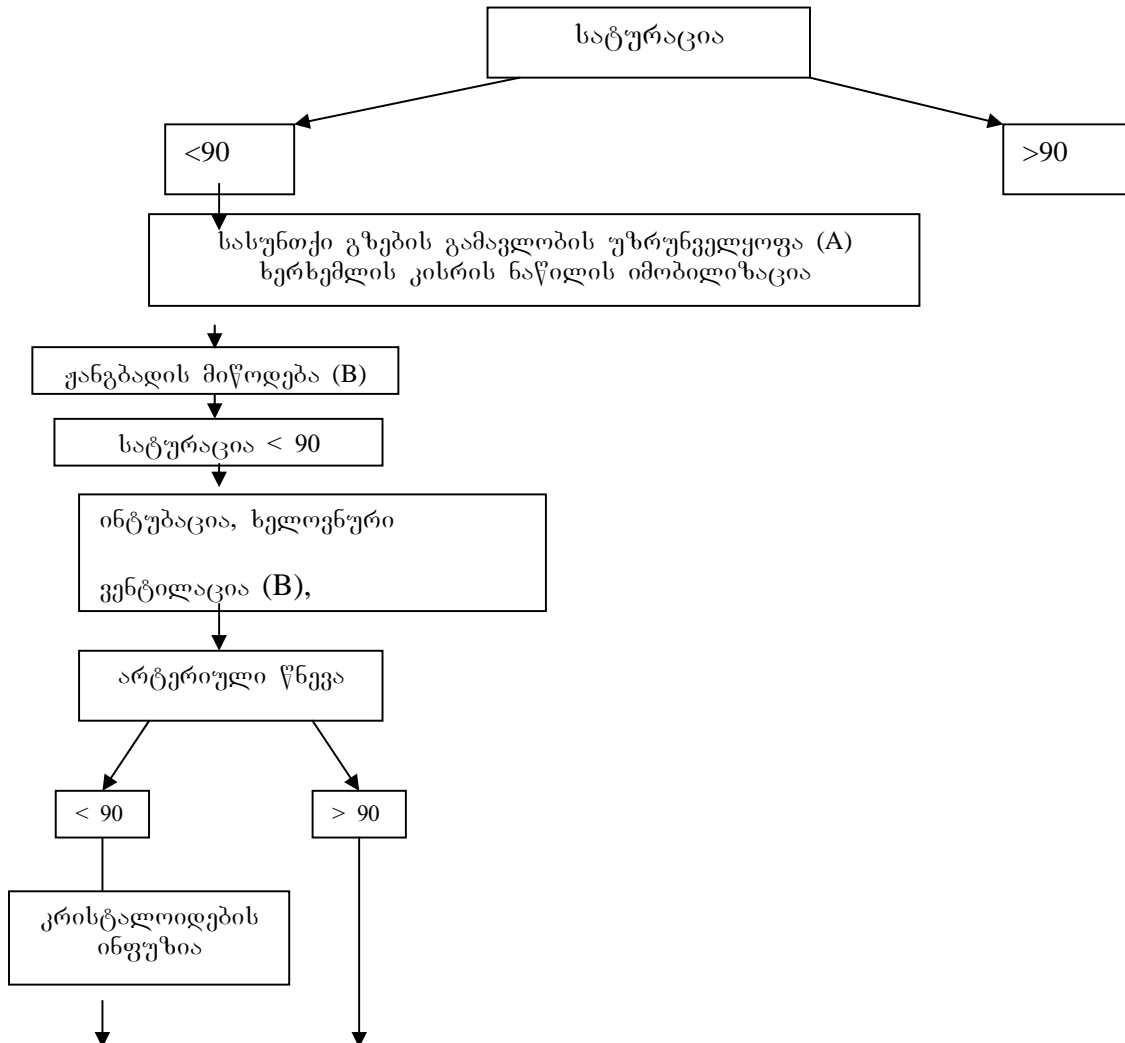 სატურაცია
<90
>90
სასუნთქი გზების გამავლობის უზრუნველყოფა (A)
ხერხემლის კისრის ნაწილის იმობილიზაცია
ჟანგბადის მიწოდება (B)
სატურაცია < 90
ინტუბაცია, ხელოვნური
ვენტილაცია (B),
არტერიული წნევა
< 90
> 90
კრისტალოიდების
ინფუზია